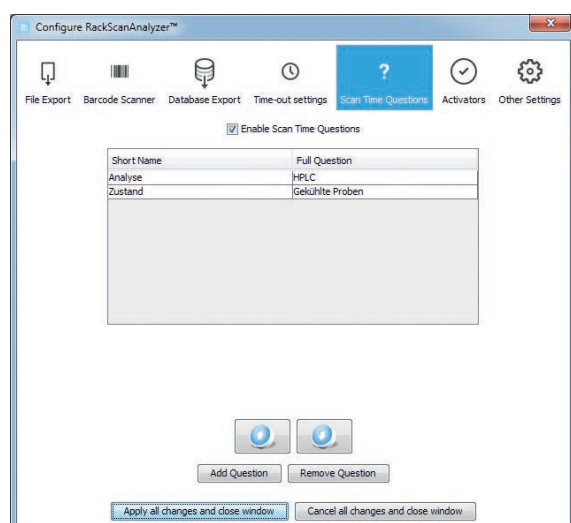 Configure RackScanAnalyzer™
File Export Barcode Scanner Database Export Time-out settings Scan Time Questions Activators Other Settings
Enable Scan Time Questions
Short Name Full Question
Analyse HPLC
Zustand Gekühlte Proben
Add Question Remove Question
Apply all changes and close window Cancel all changes and close window